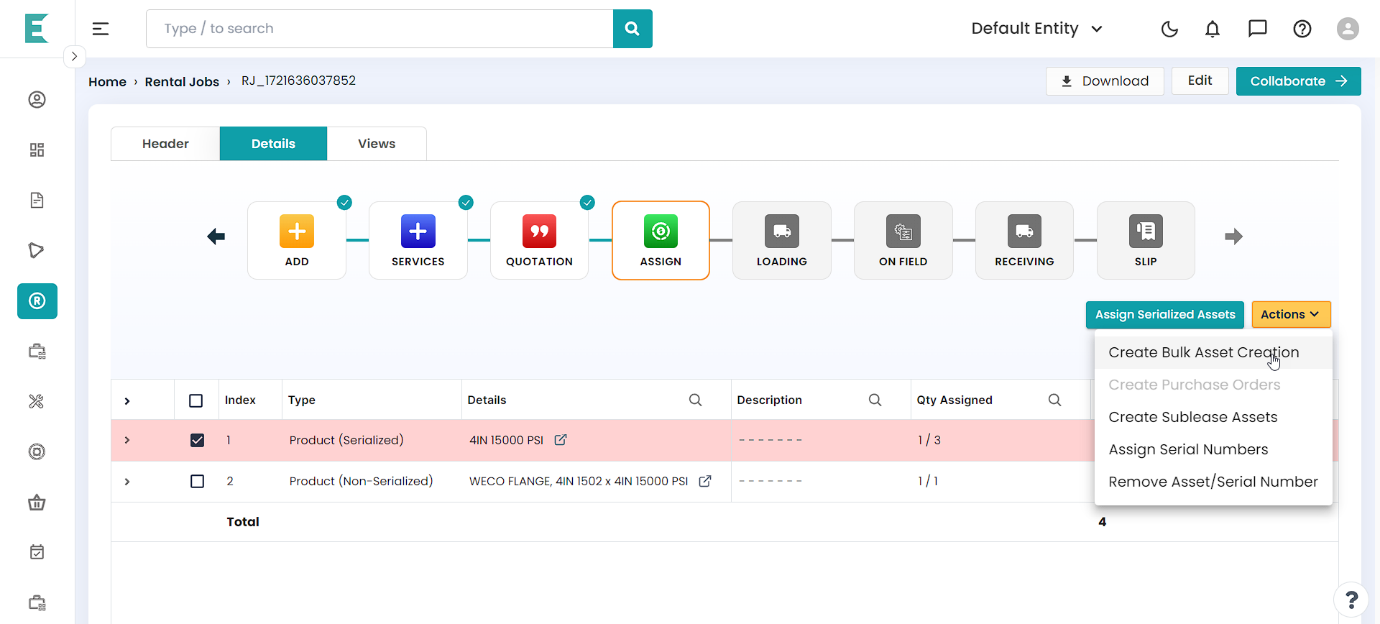 E
Type / to search
Default Entity
Home › Rental Jobs › RJ_1721636037852
Download
Edit
Collaborate
Header
Details
Views
ADD
SERVICES
QUOTATION
ASSIGN
LOADING
ON FIELD
RECEIVING
SLIP
Assign Serialized Assets
Actions
Create Bulk Asset Creation
Create Purchase Orders
Create Sublease Assets
Assign Serial Numbers
Remove Asset/Serial Number
Index Type Details Description Qty Assigned
1 Product (Serialized) 4IN 15000 PSI ------- 1 / 3
2 Product (Non-Serialized) WECO FLANGE, 4IN 1502 x 4IN 15000 PSI ------- 1 / 1
Total 4
?